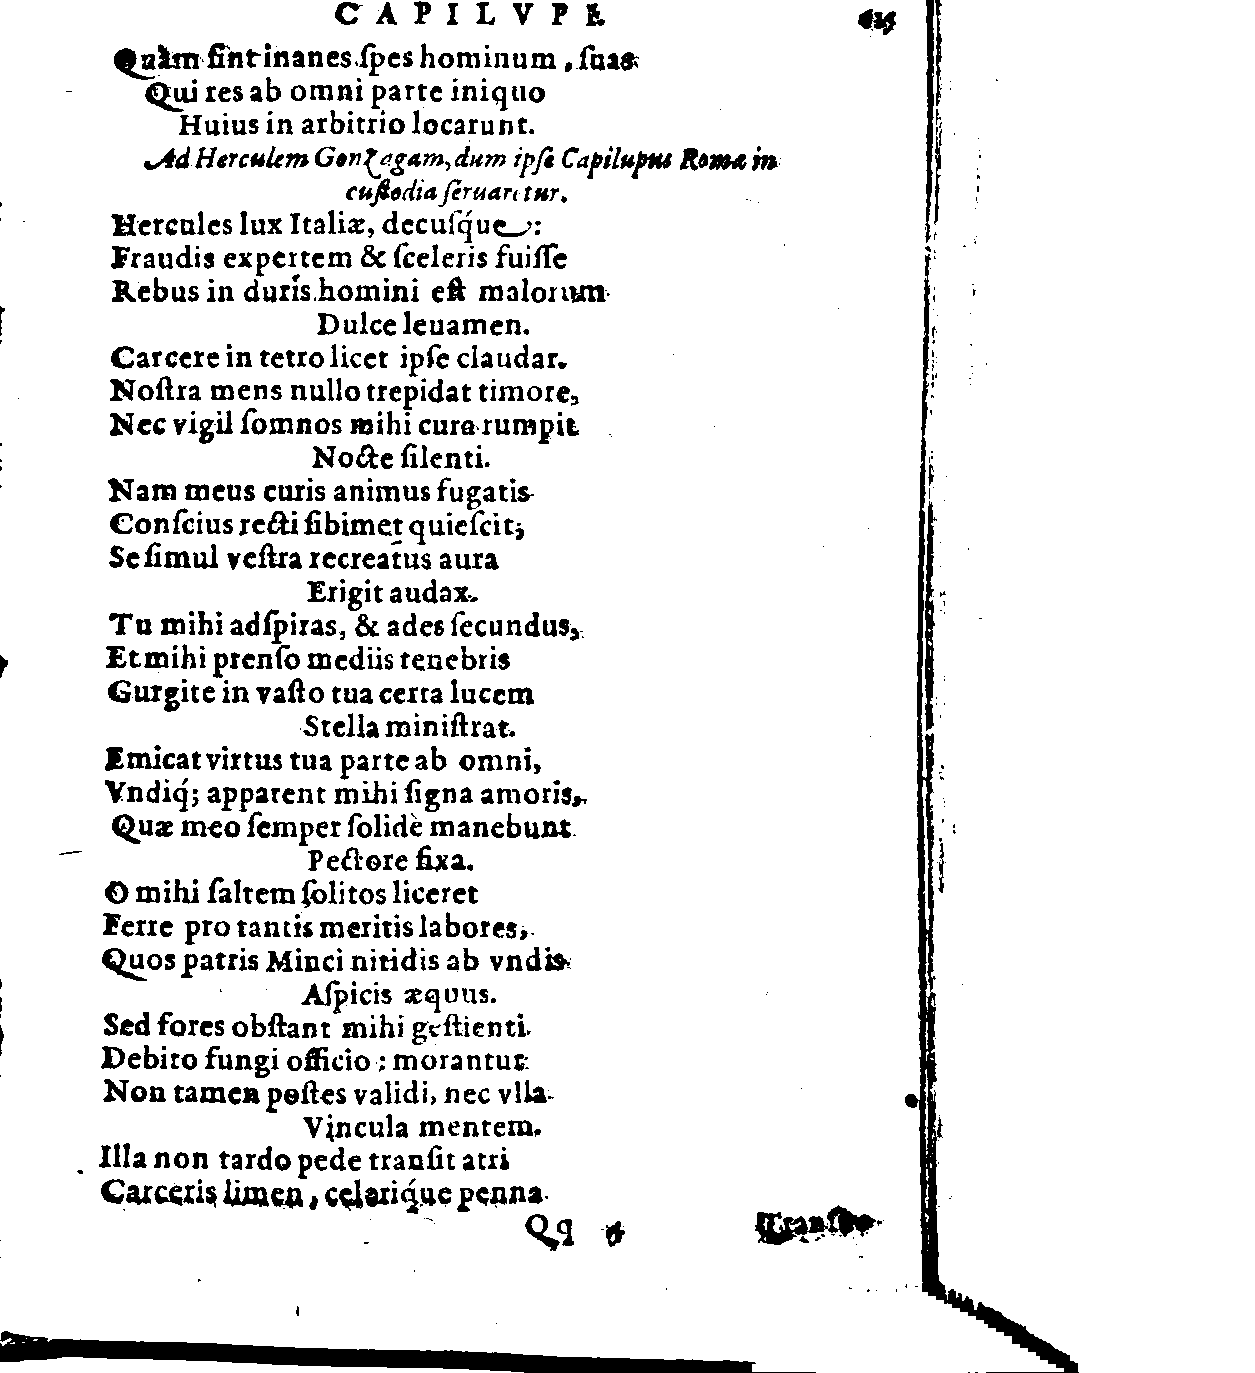 CAPILVPI
Quàm sint inanes spes hominum, suas
Qui res ab omni parte iniquo
Huius in arbitrio locarunt.
Ad Herculem Gonzagam, dum ipse Capilupus Romæ in
custodia seruaretur.
Hercules lux Italiæ, decusq́ue:
Fraudis expertem & sceleris fuisse
Rebus in duris homini est malorum
Dulce leuamen.
Carcere in tetro licet ipse claudar.
Nostra mens nullo trepidat timore,
Nec vigil somnos mihi cura rumpit
Nocte silenti.
Nam meus curis animus fugatis
Conscius recti sibimet quiescit;
Se simul vestra recreatus aura
Erigit audax.
Tu mihi adspiras, & ades secundus,
Et mihi prenso mediis tenebris
Gurgite in vasto tua certa lucem
Stella ministrat.
Emicat virtus tua parte ab omni,
Vndiq́; apparent mihi signa amoris,
Quæ meo semper solidè manebunt
Pectore fixa.
O mihi saltem solitos liceret
Ferre pro tantis meritis labores,
Quos patris Minci nitidis ab vndis
Aspicis æquus.
Sed fores obstant mihi gestienti
Debito fungi officio: morantur
Non tamen postes validi, nec vlla
Vincula mentem.
Illa non tardo pede transit atri
Carceris limen, celeriq́ue penna
Qq